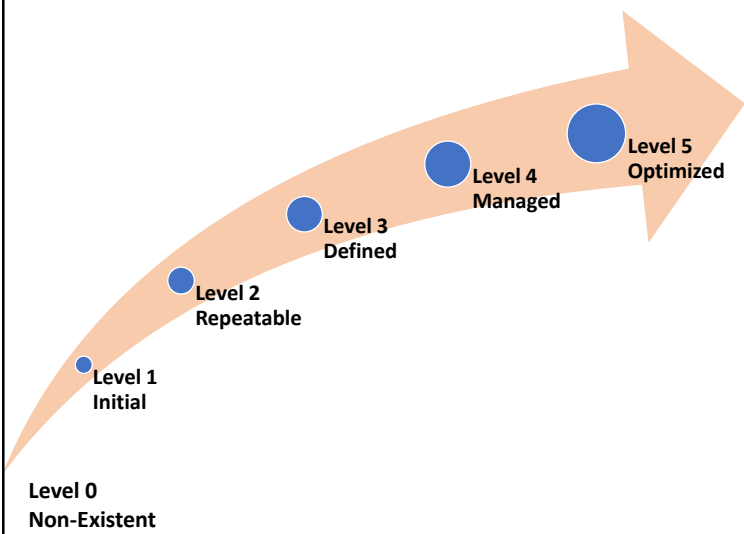 Level 5
Optimized
Level 4
Managed
Level 3
Defined
Level 2
Repeatable
Level 1
Initial
Level 0
Non-Existent